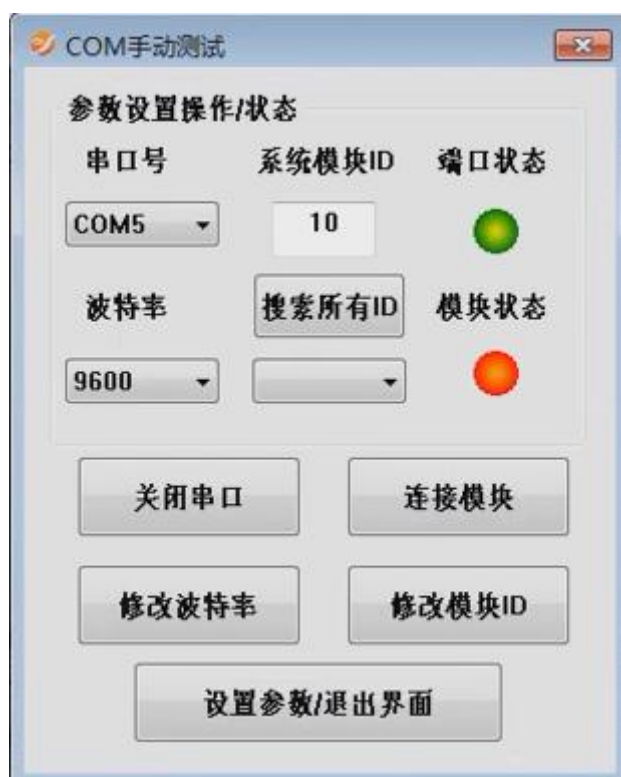 COM手动测试
参数设置操作/状态
串口号 系统模块ID 端口状态
COM5 10
波特率 搜索所有ID 模块状态
9600
关闭串口 连接模块
修改波特率 修改模块ID
设置参数/退出界面